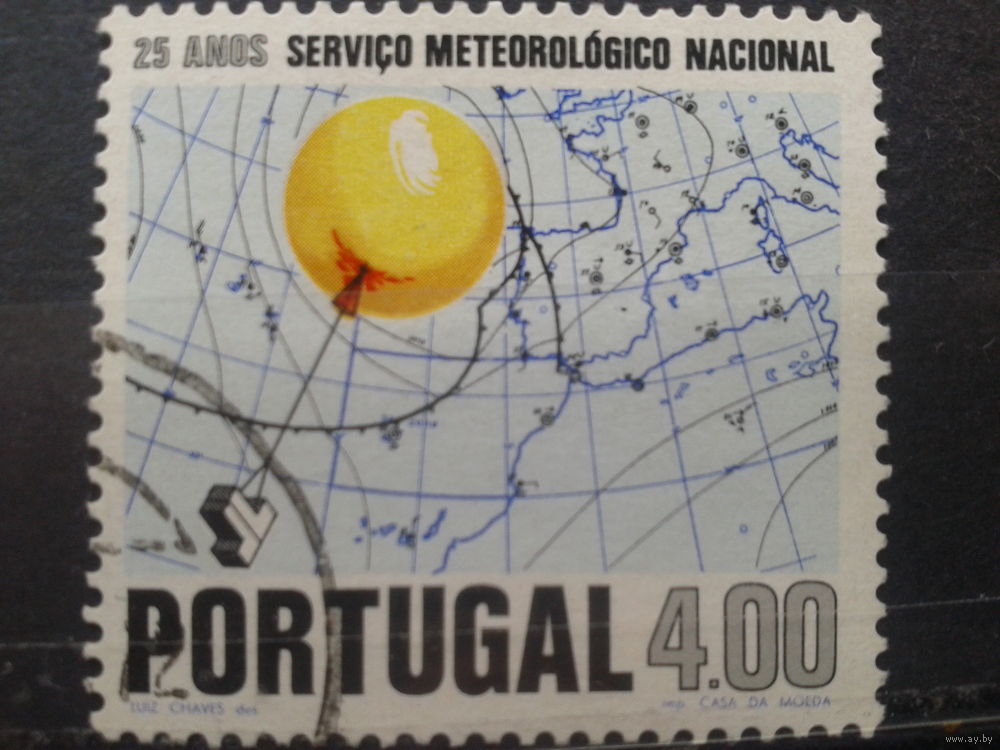 25 ANOS SERVIÇO METEOROLÓGICO NACIONAL
PORTUGAL 4.00
LUIZ CHAVES des. imp. CASA DA MOEDA
www.ay.by